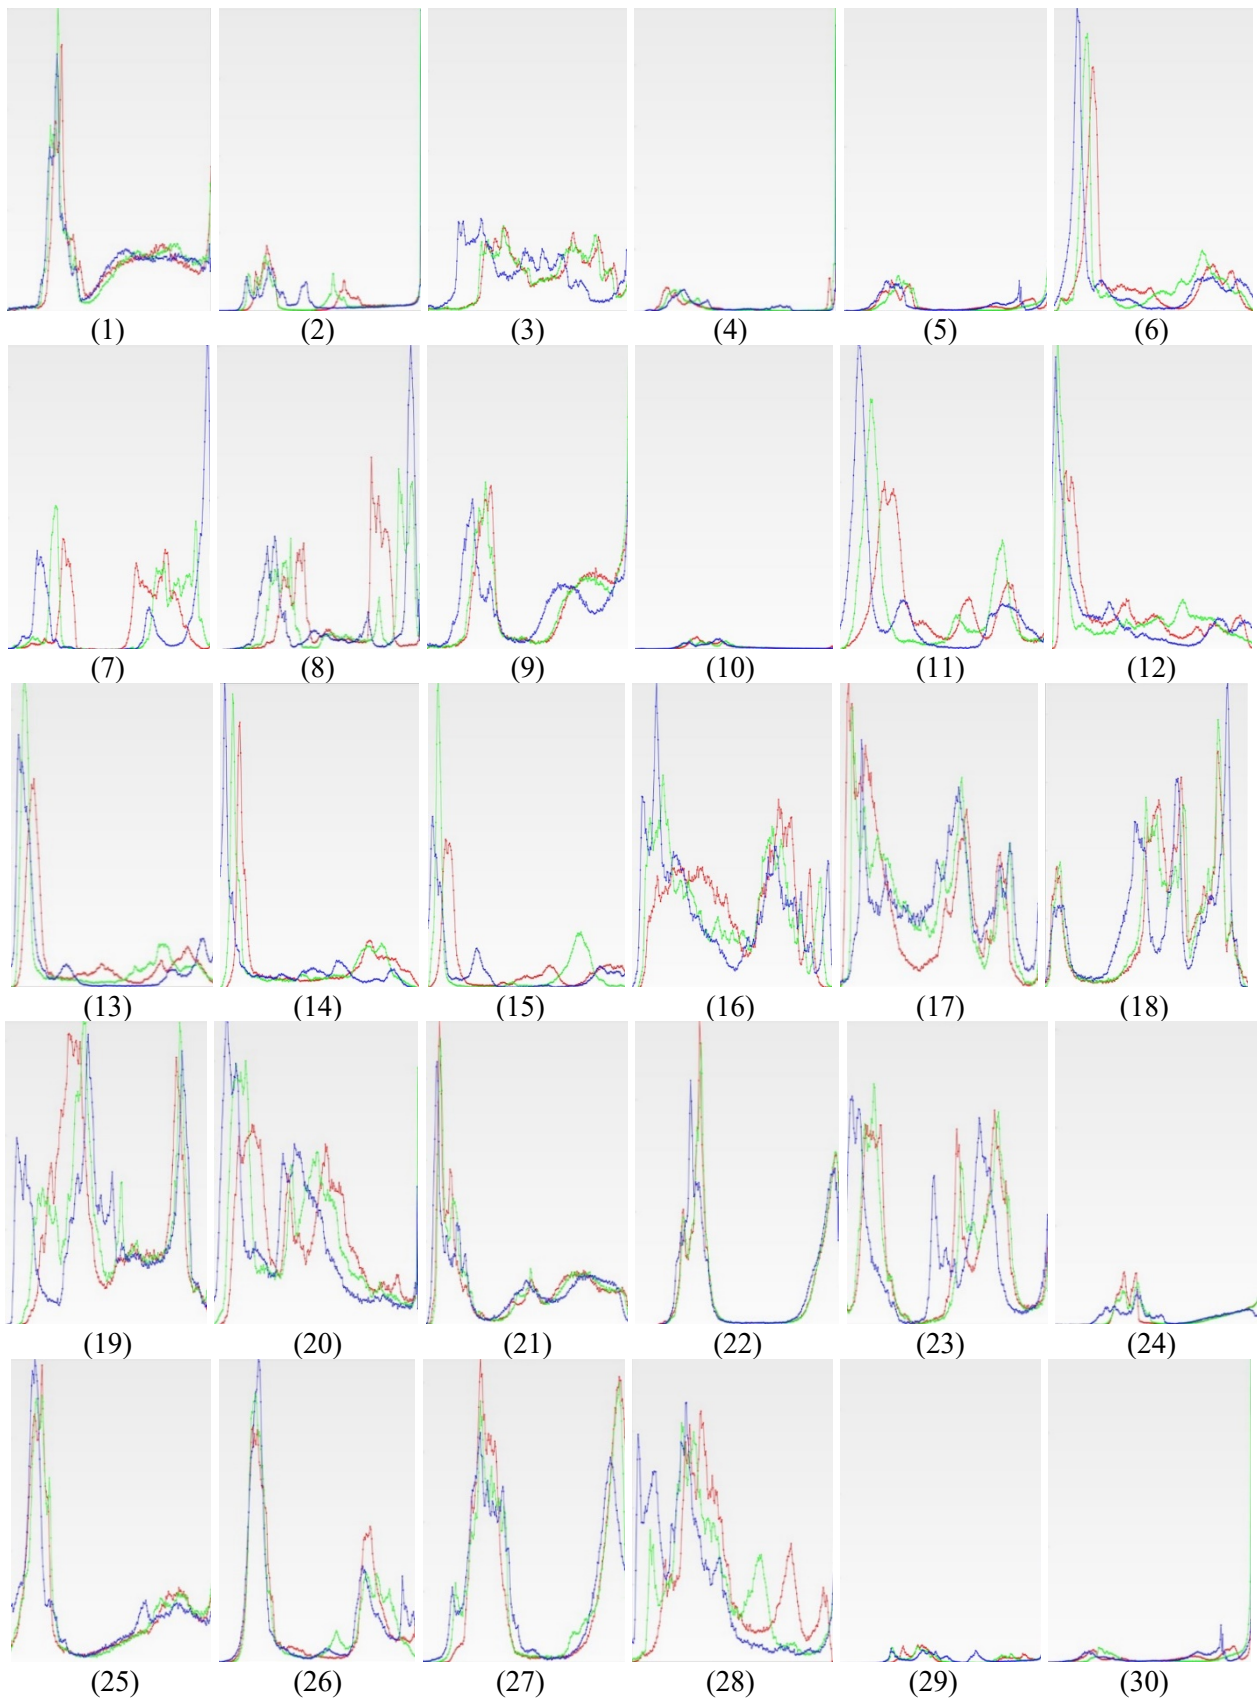 (1) (2) (3) (4) (5) (6)
(7) (8) (9) (10) (11) (12)
(13) (14) (15) (16) (17) (18)
(19) (20) (21) (22) (23) (24)
(25) (26) (27) (28) (29) (30)